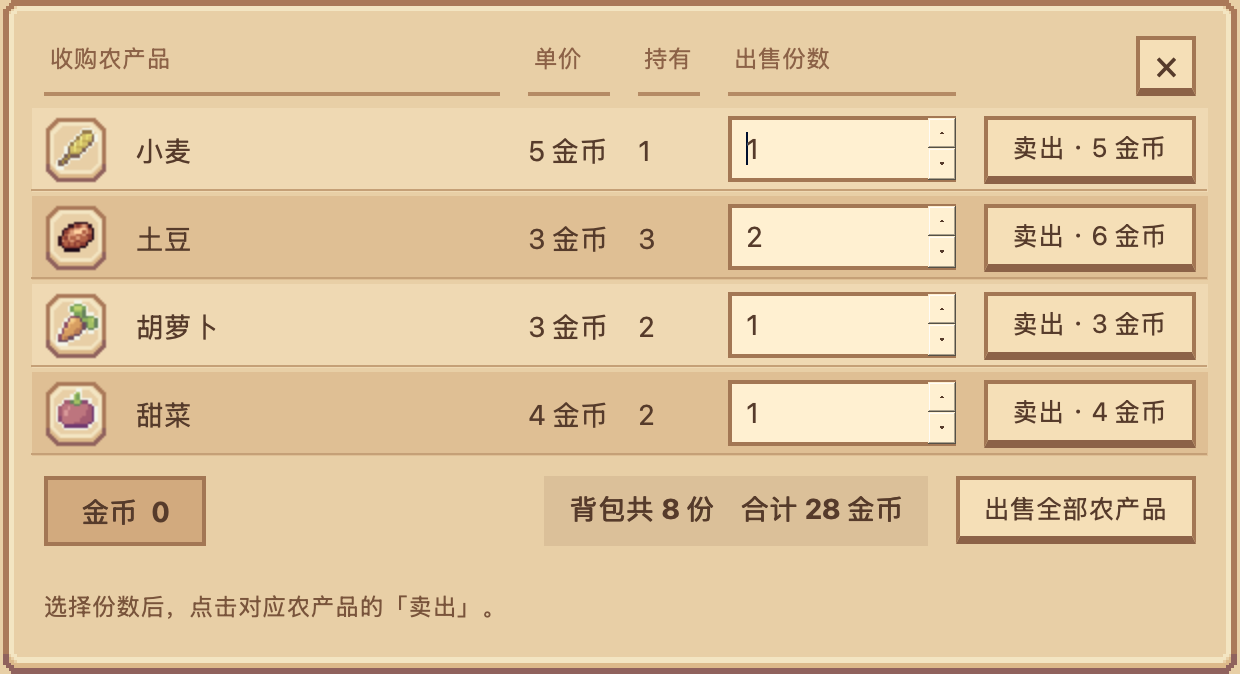 收购农产品 单价 持有 出售份数 ×
小麦 5 金币 1 1 卖出 · 5 金币
土豆 3 金币 3 2 卖出 · 6 金币
胡萝卜 3 金币 2 1 卖出 · 3 金币
甜菜 4 金币 2 1 卖出 · 4 金币
金币 0 背包共 8 份 合计 28 金币 出售全部农产品
选择份数后，点击对应农产品的「卖出」。